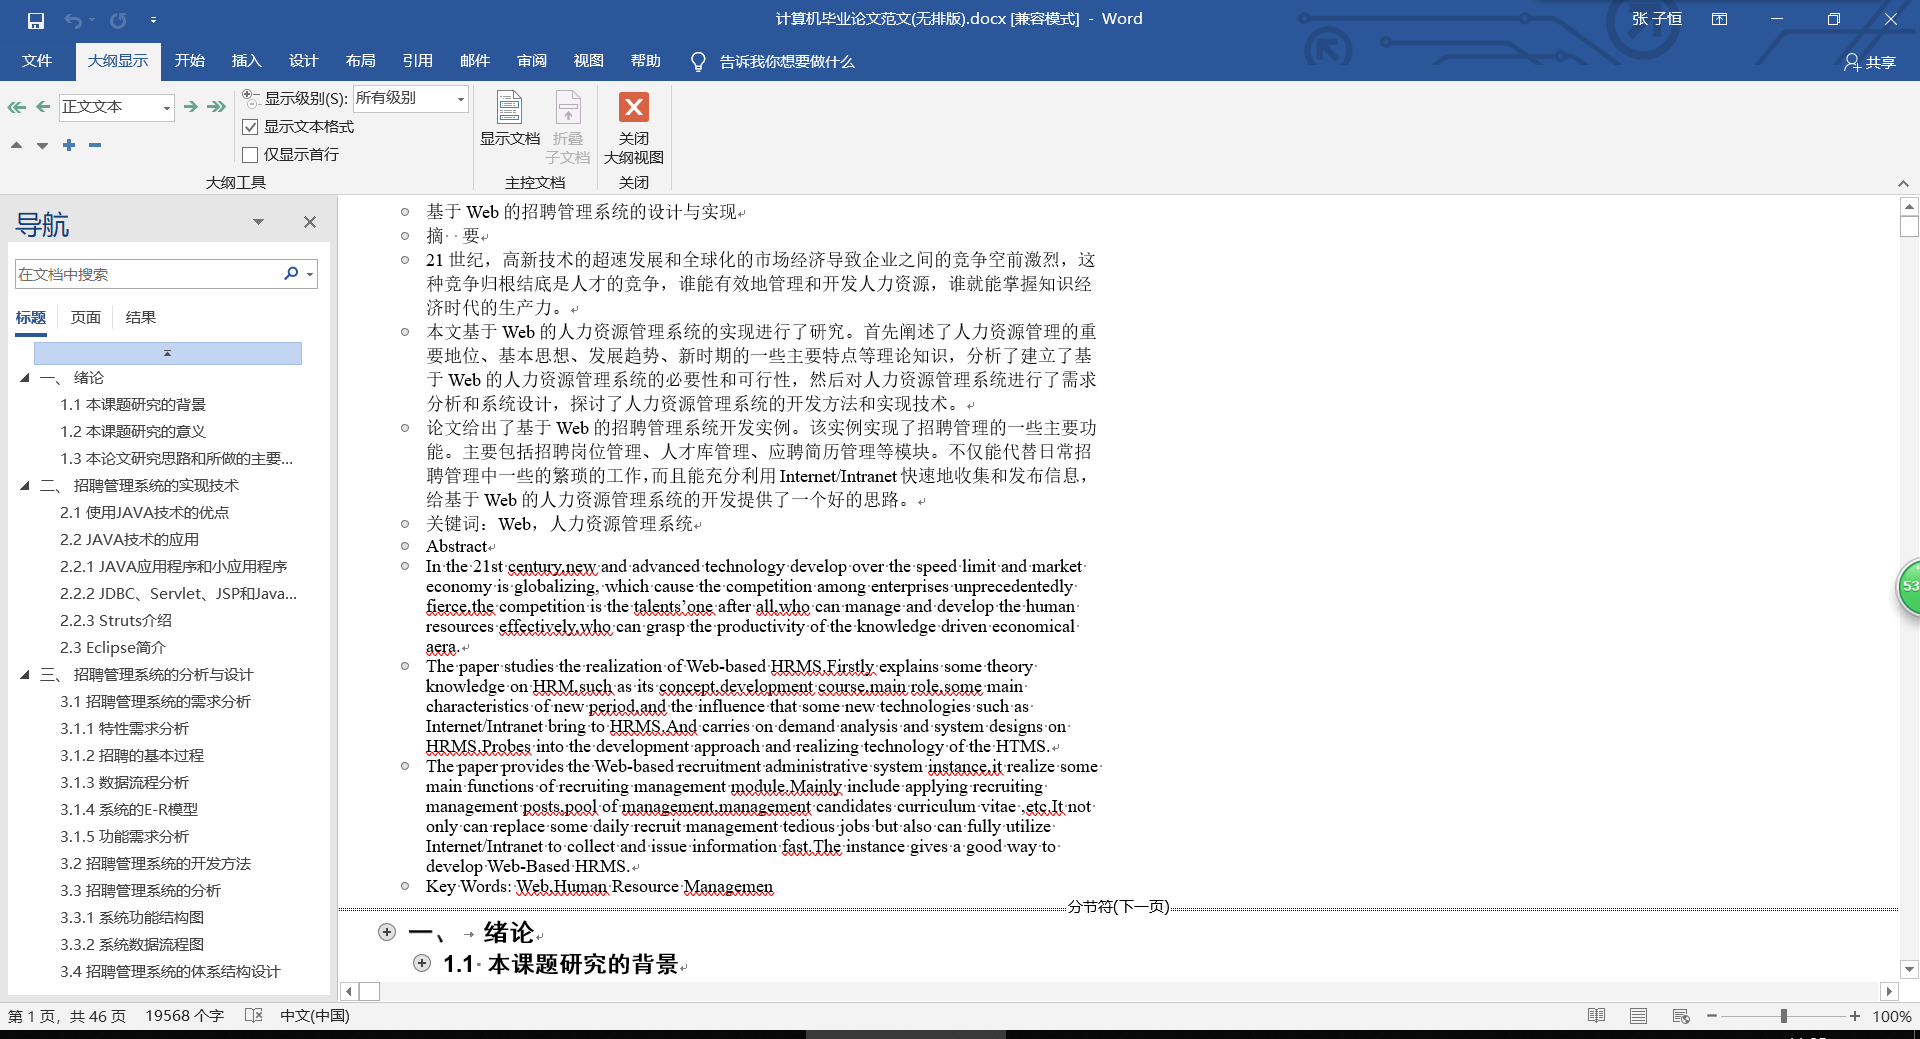 计算机毕业论文范文(无排版).docx [兼容模式] - Word
张 子恒
文件 大纲显示 开始 插入 设计 布局 引用 邮件 审阅 视图 帮助 告诉我你想要做什么
共享
正文文本
显示级别(S): 所有级别
显示文本格式
仅显示首行
大纲工具
显示文档
折叠
子文档
主控文档
关闭
大纲视图
关闭
导航
在文档中搜索
标题 页面 结果
一、 绪论
1.1 本课题研究的背景
1.2 本课题研究的意义
1.3 本论文研究思路和所做的主要...
二、 招聘管理系统的实现技术
2.1 使用JAVA技术的优点
2.2 JAVA技术的应用
2.2.1 JAVA应用程序和小应用程序
2.2.2 JDBC、Servlet、JSP和Java...
2.2.3 Struts介绍
2.3 Eclipse简介
三、 招聘管理系统的分析与设计
3.1 招聘管理系统的需求分析
3.1.1 特性需求分析
3.1.2 招聘的基本过程
3.1.3 数据流程分析
3.1.4 系统的E-R模型
3.1.5 功能需求分析
3.2 招聘管理系统的开发方法
3.3 招聘管理系统的分析
3.3.1 系统功能结构图
3.3.2 系统数据流程图
3.4 招聘管理系统的体系结构设计
基于 Web 的招聘管理系统的设计与实现
摘 要
21 世纪，高新技术的超速发展和全球化的市场经济导致企业之间的竞争空前激烈，这
种竞争归根结底是人才的竞争，谁能有效地管理和开发人力资源，谁就能掌握知识经
济时代的生产力。
本文基于 Web 的人力资源管理系统的实现进行了研究。首先阐述了人力资源管理的重
要地位、基本思想、发展趋势、新时期的一些主要特点等理论知识，分析了建立了基
于 Web 的人力资源管理系统的必要性和可行性，然后对人力资源管理系统进行了需求
分析和系统设计，探讨了人力资源管理系统的开发方法和实现技术。
论文给出了基于 Web 的招聘管理系统开发实例。该实例实现了招聘管理的一些主要功
能。主要包括招聘岗位管理、人才库管理、应聘简历管理等模块。不仅能代替日常招
聘管理中一些的繁琐的工作，而且能充分利用 Internet/Intranet 快速地收集和发布信息，
给基于 Web 的人力资源管理系统的开发提供了一个好的思路。
关键词：Web，人力资源管理系统
Abstract
In the 21st century,new and advanced technology develop over the speed limit and market
economy is globalizing, which cause the competition among enterprises unprecedentedly
fierce,the competition is the talents’one after all,who can manage and develop the human
resources effectively,who can grasp the productivity of the knowledge driven economical
aera.
The paper studies the realization of Web-based HRMS.Firstly explains some theory
knowledge on HRM,such as its concept,development course,main role,some main
characteristics of new period,and the influence that some new technologies such as
Internet/Intranet bring to HRMS.And carries on demand analysis and system designs on
HRMS.Probes into the development approach and realizing technology of the HTMS.
The paper provides the Web-based recruitment administrative system instance,it realize some
main functions of recruiting management module.Mainly include applying recruiting
management posts,pool of management,management candidates curriculum vitae ,etc.It not
only can replace some daily recruit management tedious jobs but also can fully utilize
Internet/Intranet to collect and issue information fast.The instance gives a good way to
develop Web-Based HRMS.
Key Words: Web,Human Resource Managemen
分节符(下一页)
一、 绪论
1.1 本课题研究的背景
53
第 1 页，共 46 页 19568 个字 中文(中国)
100%